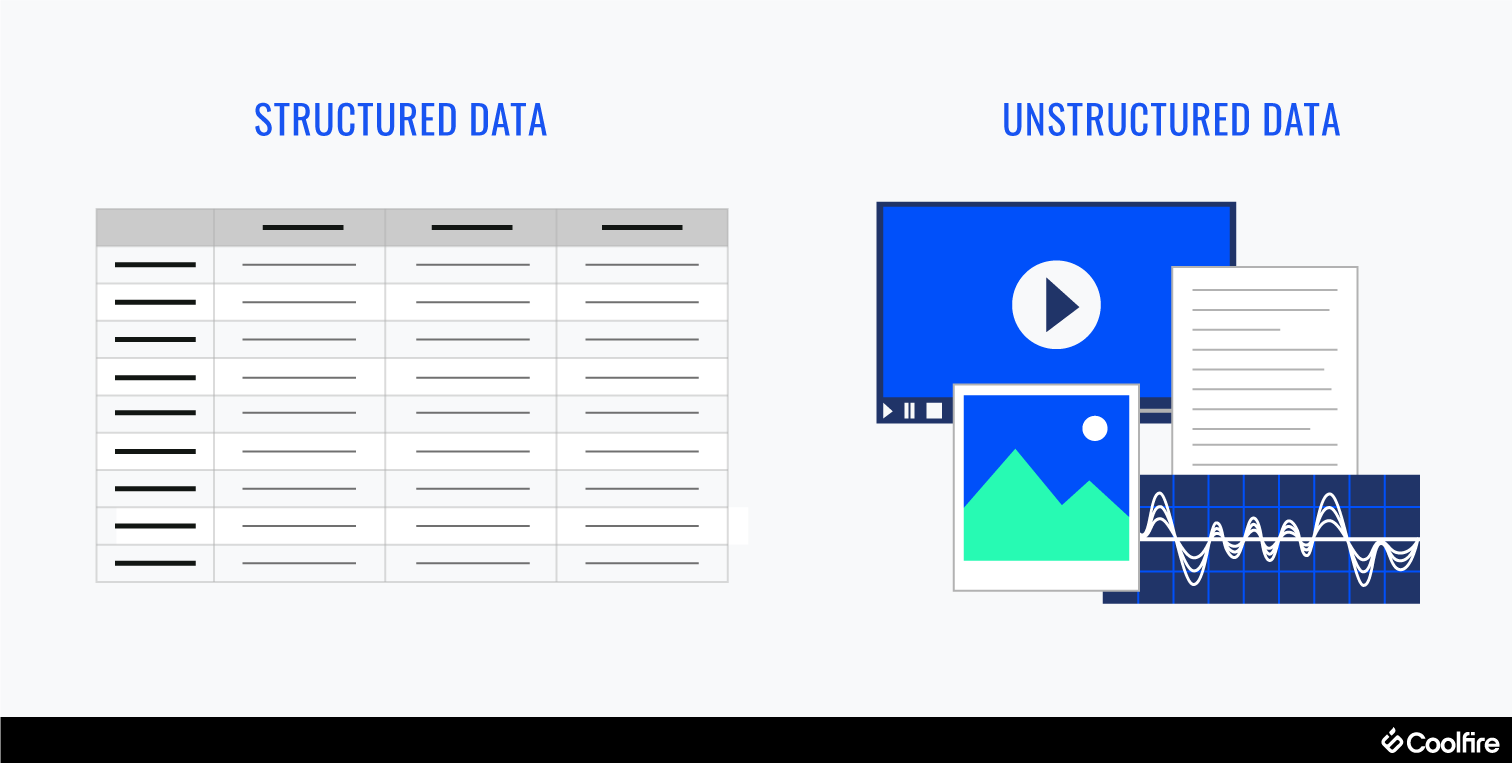 STRUCTURED DATA
UNSTRUCTURED DATA
Coolfire